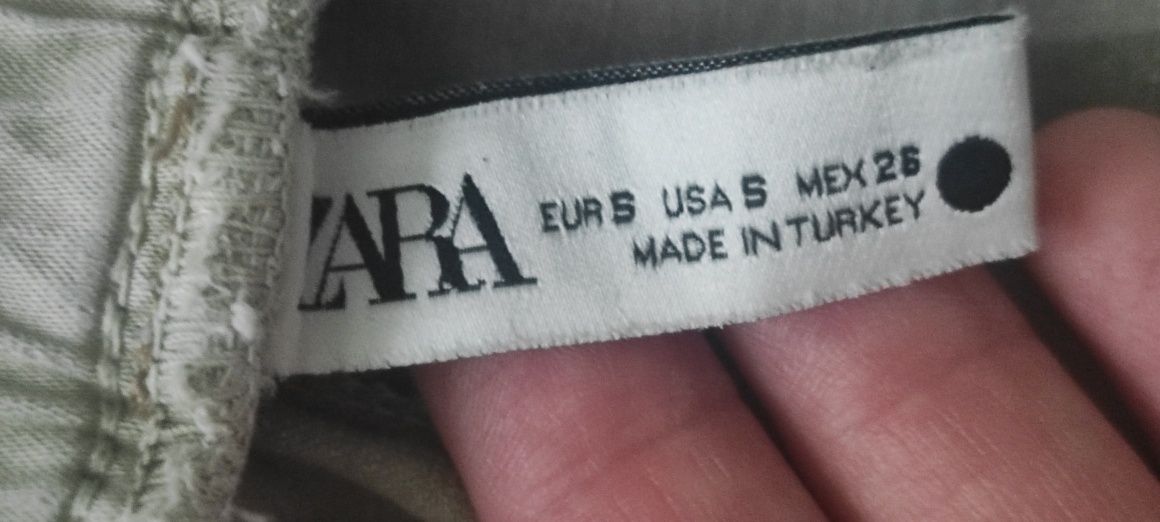 ZARA
EUR S USA S MEX 26
MADE IN TURKEY